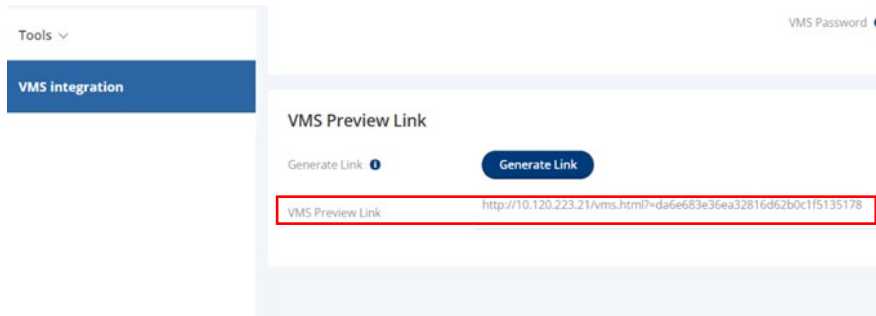 Tools
VMS Password
VMS integration
VMS Preview Link
Generate Link
Generate Link
VMS Preview Link
http://10.120.223.21/vms.html?=da6e683e36ea32816d62b0c1f5135178